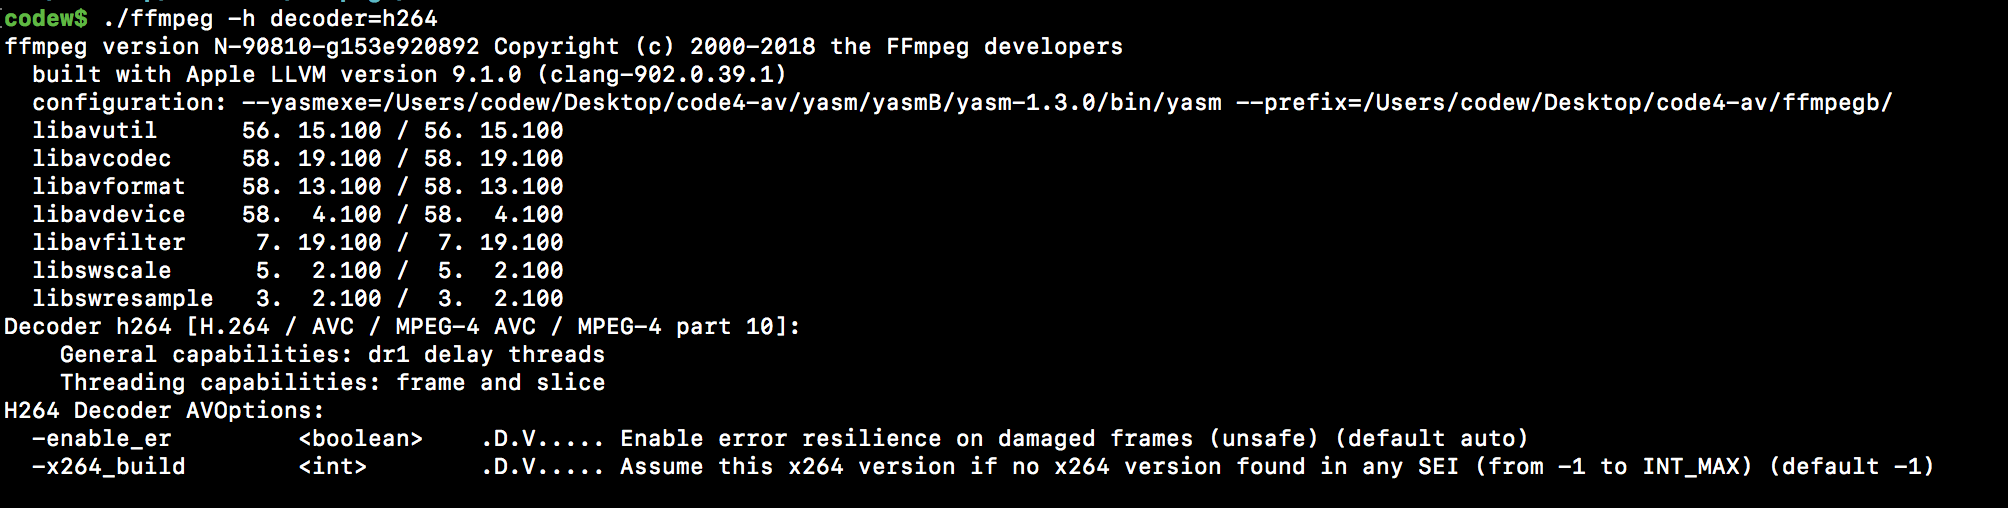 codew$ ./ffmpeg -h decoder=h264
ffmpeg version N-90810-g153e920892 Copyright (c) 2000-2018 the FFmpeg developers
  built with Apple LLVM version 9.1.0 (clang-902.0.39.1)
  configuration: --yasmexe=/Users/codew/Desktop/code4-av/yasm/yasmB/yasm-1.3.0/bin/yasm --prefix=/Users/codew/Desktop/code4-av/ffmpegb/
  libavutil      56. 15.100 / 56. 15.100
  libavcodec     58. 19.100 / 58. 19.100
  libavformat    58. 13.100 / 58. 13.100
  libavdevice    58.  4.100 / 58.  4.100
  libavfilter     7. 19.100 /  7. 19.100
  libswscale      5.  2.100 /  5.  2.100
  libswresample   3.  2.100 /  3.  2.100
Decoder h264 [H.264 / AVC / MPEG-4 AVC / MPEG-4 part 10]:
    General capabilities: dr1 delay threads
    Threading capabilities: frame and slice
H264 Decoder AVOptions:
  -enable_er         <boolean>    .D.V..... Enable error resilience on damaged frames (unsafe) (default auto)
  -x264_build        <int>        .D.V..... Assume this x264 version if no x264 version found in any SEI (from -1 to INT_MAX) (default -1)